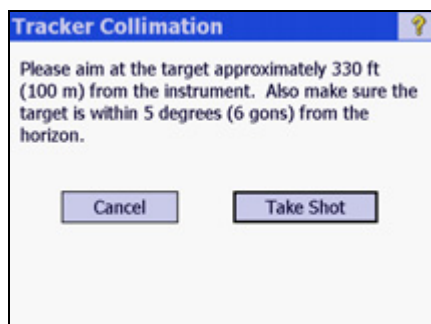 Tracker Collimation
?
Please aim at the target approximately 330 ft
(100 m) from the instrument. Also make sure the
target is within 5 degrees (6 gons) from the
horizon.
Cancel
Take Shot